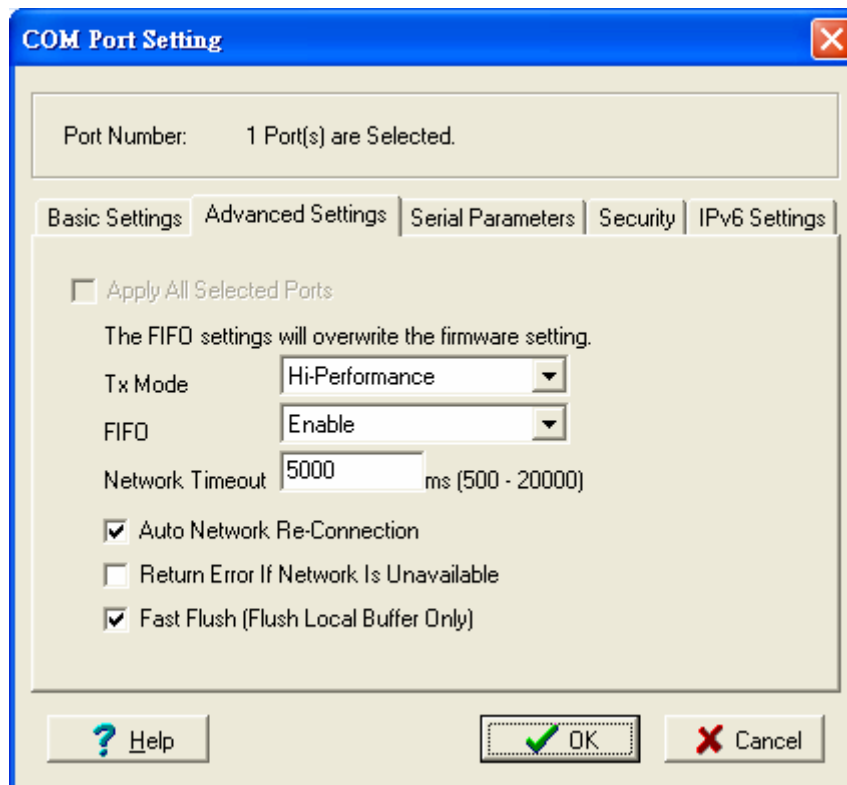 COM Port Setting
Port Number: 1 Port(s) are Selected.
Basic Settings Advanced Settings Serial Parameters Security IPv6 Settings
Apply All Selected Ports
The FIFO settings will overwrite the firmware setting.
Tx Mode Hi-Performance
FIFO Enable
Network Timeout 5000 ms (500 - 20000)
Auto Network Re-Connection
Return Error If Network Is Unavailable
Fast Flush (Flush Local Buffer Only)
Help OK Cancel